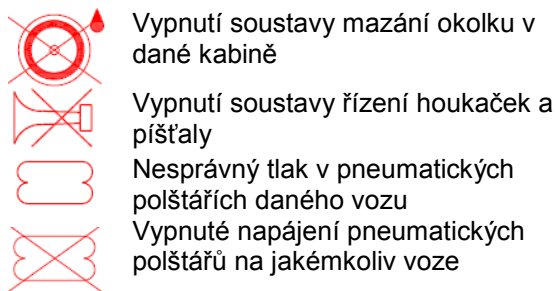 Vypnutí soustavy mazání okolku v
dané kabině
Vypnutí soustavy řízení houkaček a
píšťaly
Nesprávný tlak v pneumatických
polštářích daného vozu
Vypnuté napájení pneumatických
polštářů na jakémkoliv voze